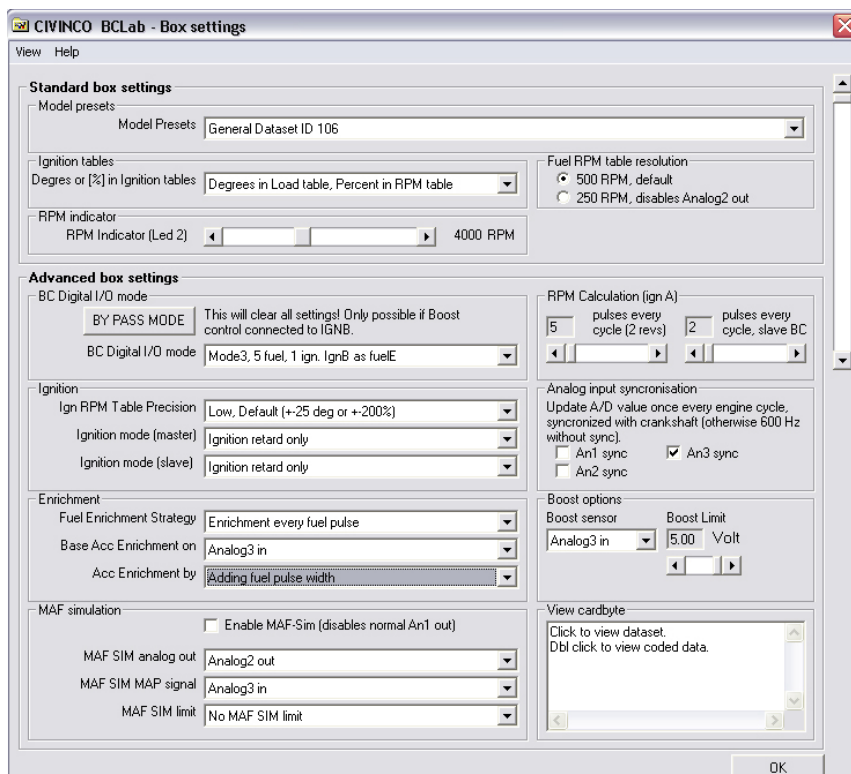 CIVINCO BCLab - Box settings
View Help
Standard box settings
Model presets
Model Presets General Dataset ID 106
Ignition tables
Degres or [%] in Ignition tables Degrees in Load table, Percent in RPM table
Fuel RPM table resolution
500 RPM, default
250 RPM, disables Analog2 out
RPM indicator
RPM Indicator (Led 2) 4000 RPM
Advanced box settings
BC Digital I/O mode
BY PASS MODE
This will clear all settings! Only possible if Boost
control connected to IGNB.
BC Digital I/O mode Mode3, 5 fuel, 1 ign. IgnB as fuelE
RPM Calculation (ign A)
5 pulses every
cycle (2 revs)
2 pulses every
cycle, slave BC
Ignition
Ign RPM Table Precision Low, Default (+-25 deg or +-200%)
Ignition mode (master) Ignition retard only
Ignition mode (slave) Ignition retard only
Analog input syncronisation
Update A/D value once every engine cycle,
syncronized with crankshaft (otherwise 600 Hz
without sync).
An1 sync An3 sync
An2 sync
Enrichment
Fuel Enrichment Strategy Enrichment every fuel pulse
Base Acc Enrichment on Analog3 in
Acc Enrichment by Adding fuel pulse width
Boost options
Boost sensor Boost Limit
Analog3 in 5.00 Volt
MAF simulation
Enable MAF-Sim (disables normal An1 out)
MAF SIM analog out Analog2 out
MAF SIM MAP signal Analog3 in
MAF SIM limit No MAF SIM limit
View cardbyte
Click to view dataset.
Dbl click to view coded data.
OK